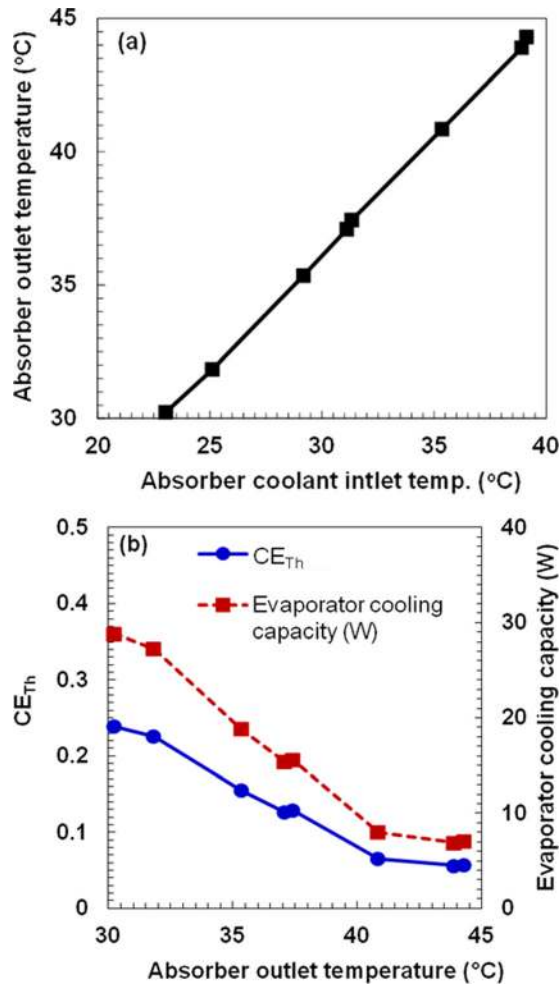 (a)
45
40
35
30
Absorber outlet temperature (°C)
20 25 30 35 40
Absorber coolant intlet temp. (°C)
(b)
CE_Th
Evaporator cooling
capacity (W)
0.5
0.4
0.3
0.2
0.1
0
CE_Th
40
30
20
10
0
Evaporator cooling capacity (W)
30 35 40 45
Absorber outlet temperature (°C)